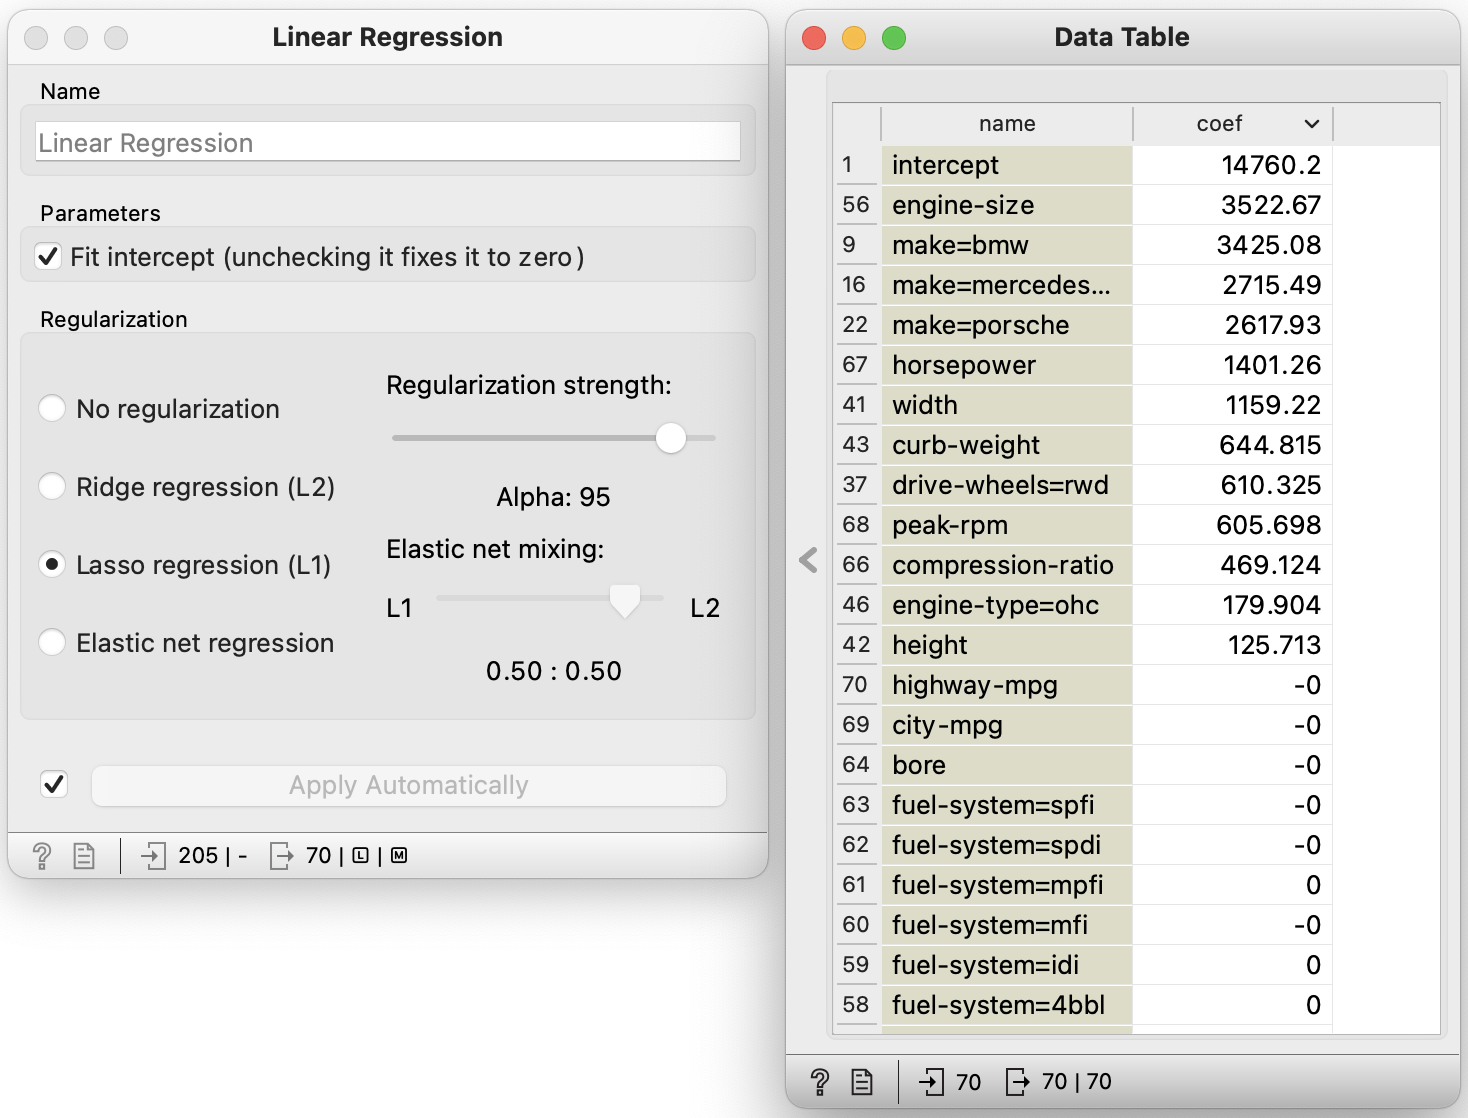 Linear Regression
Name
Linear Regression
Parameters
Fit intercept (unchecking it fixes it to zero)
Regularization
No regularization
Ridge regression (L2)
Lasso regression (L1)
Elastic net regression
Regularization strength:
Alpha: 95
Elastic net mixing:
L1 L2
0.50 : 0.50
Apply Automatically
? 205 | - 70 | L | M
Data Table
name coef
1 intercept 14760.2
56 engine-size 3522.67
9 make=bmw 3425.08
16 make=mercedes... 2715.49
22 make=porsche 2617.93
67 horsepower 1401.26
41 width 1159.22
43 curb-weight 644.815
37 drive-wheels=rwd 610.325
68 peak-rpm 605.698
66 compression-ratio 469.124
46 engine-type=ohc 179.904
42 height 125.713
70 highway-mpg -0
69 city-mpg -0
64 bore -0
63 fuel-system=spfi -0
62 fuel-system=spdi -0
61 fuel-system=mpfi 0
60 fuel-system=mfi -0
59 fuel-system=idi 0
58 fuel-system=4bbl 0
? 70 70 | 70